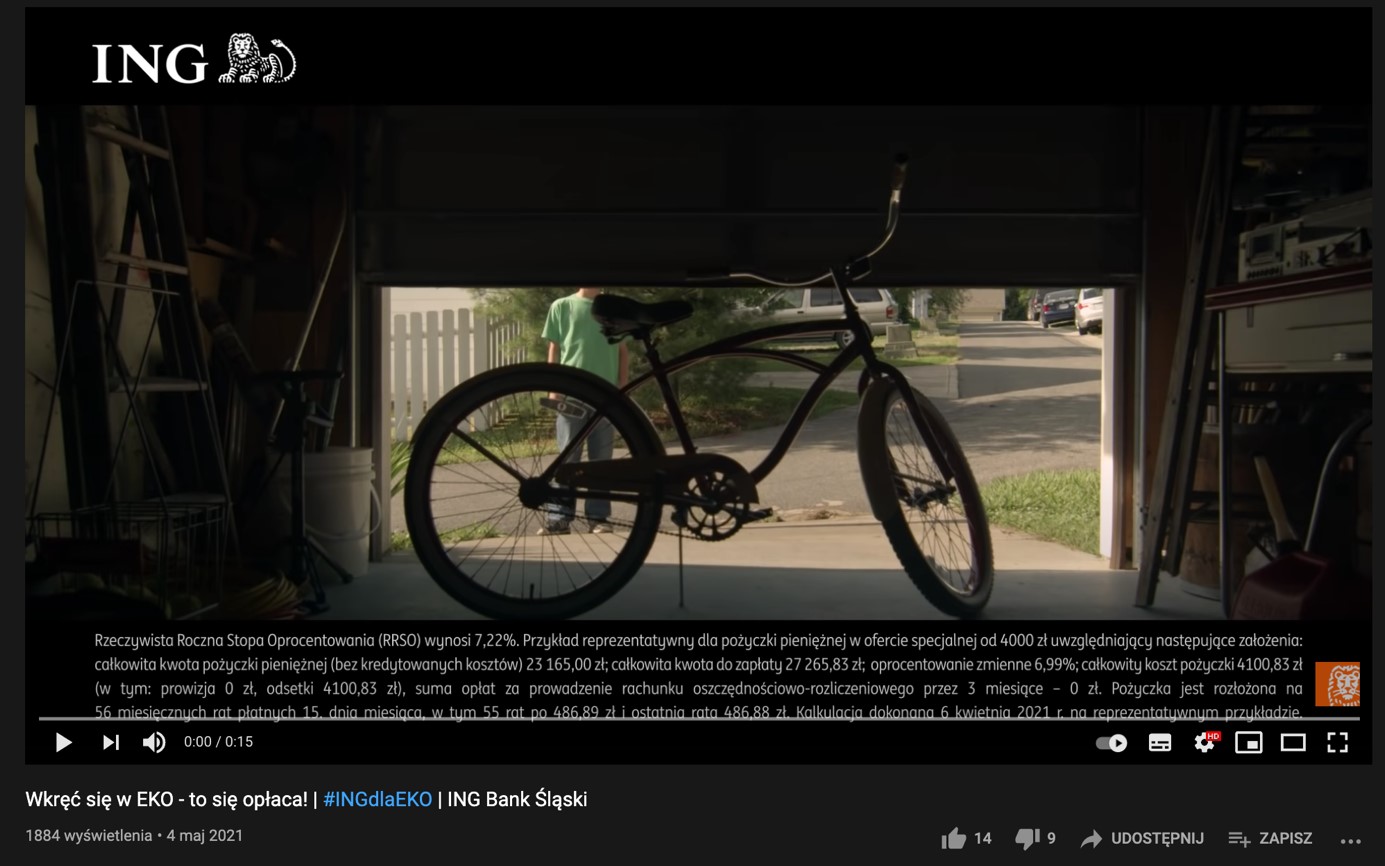 ING
Rzeczywista Roczna Stopa Oprocentowania (RRSO) wynosi 7,22%. Przykład reprezentatywny dla pożyczki pieniężnej w ofercie specjalnej od 4000 zł uwzględniający następujące założenia:
całkowita kwota pożyczki pieniężnej (bez kredytowanych kosztów) 23 165,00 zł; całkowita kwota do zapłaty 27 265,83 zł; oprocentowanie zmienne 6,99%; całkowity koszt pożyczki 4100,83 zł
(w tym: prowizja 0 zł, odsetki 4100,83 zł), suma opłat za prowadzenie rachunku oszczędnościowo-rozliczeniowego przez 3 miesiące – 0 zł. Pożyczka jest rozłożona na
56 miesięcznych rat płatnych 15. dnia miesiąca, w tym 55 rat po 486,89 zł i ostatnia rata 486,88 zł. Kalkulacja dokonana 6 kwietnia 2021 r. na reprezentatywnym przykładzie.
0:00 / 0:15
HD
Wkręć się w EKO - to się opłaca! | #INGdlaEKO | ING Bank Śląski
1884 wyświetlenia • 4 maj 2021
14 9 UDOSTĘPNIJ ZAPISZ ...